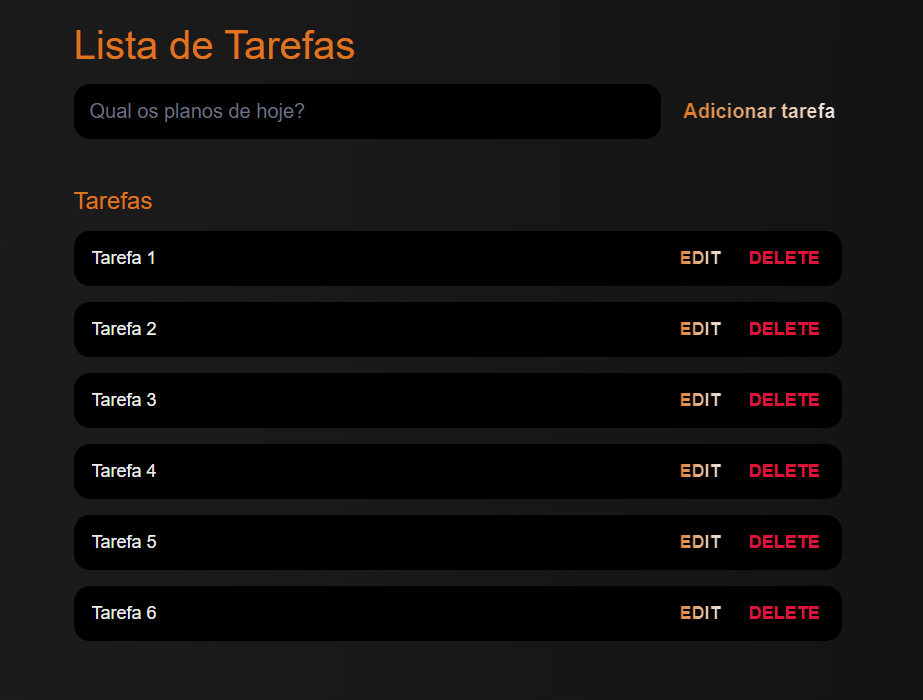 Lista de Tarefas
Qual os planos de hoje? Adicionar tarefa
Tarefas
Tarefa 1 EDIT DELETE
Tarefa 2 EDIT DELETE
Tarefa 3 EDIT DELETE
Tarefa 4 EDIT DELETE
Tarefa 5 EDIT DELETE
Tarefa 6 EDIT DELETE